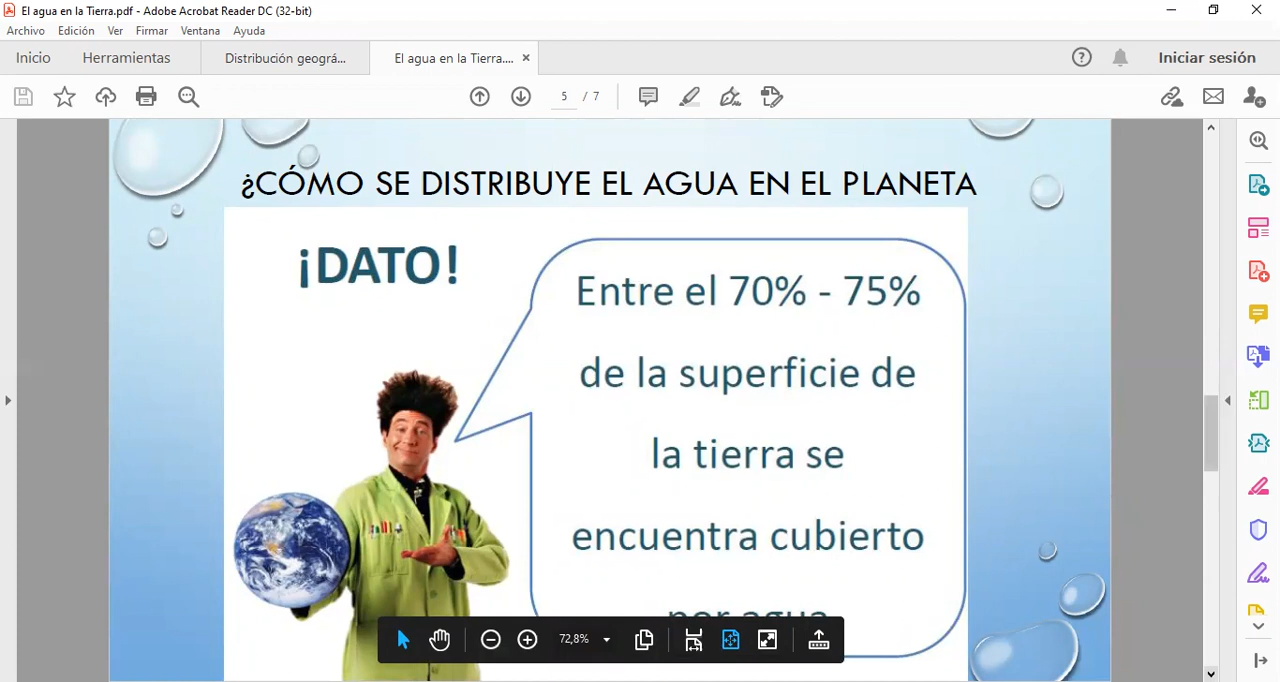 El agua en la Tierra.pdf - Adobe Acrobat Reader DC (32-bit)
Archivo Edición Ver Firmar Ventana Ayuda
Inicio Herramientas Distribución geográ... El agua en la Tierra.... Iniciar sesión
5 / 7
¿CÓMO SE DISTRIBUYE EL AGUA EN EL PLANETA
¡DATO!
Entre el 70% - 75%
de la superficie de
la tierra se
encuentra cubierto
por agua
72,8%